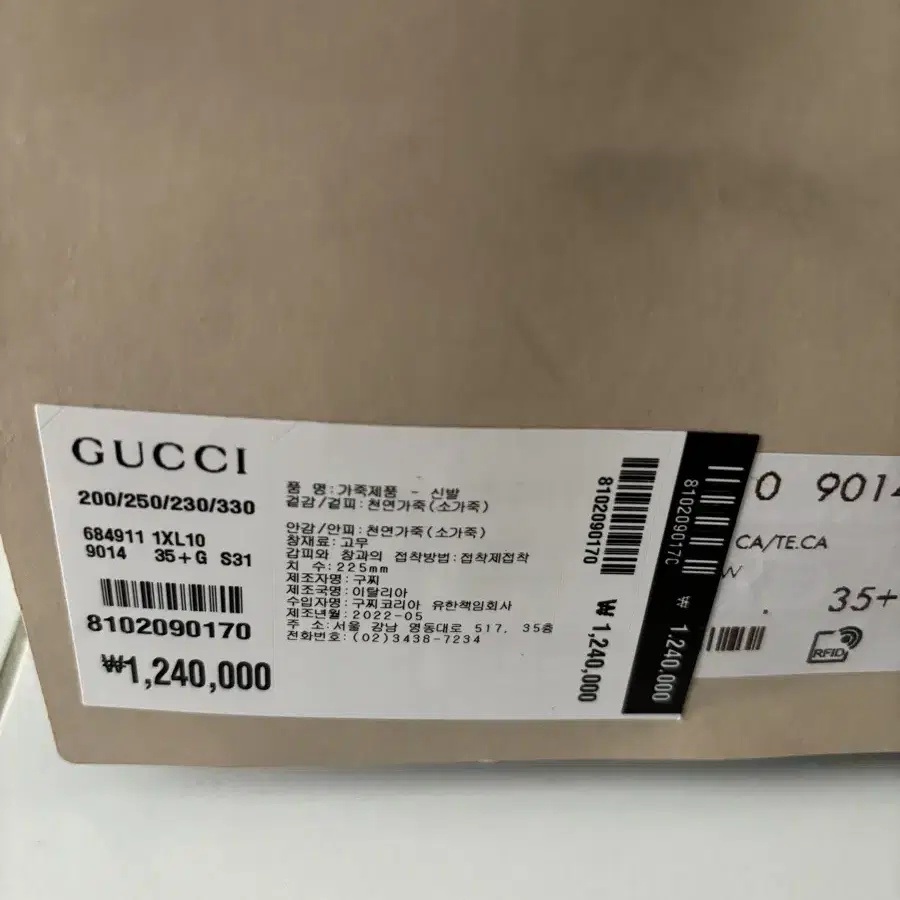 GUCCI
200/250/230/330
684911 1XL10
9014 35+G S31
8102090170
₩1,240,000
품 명:가죽제품 - 신발
겉감/겉피:천연가죽(소가죽)
안감/안피:천연가죽(소가죽)
창재료:고무
갑피와 창과의 접착방법:접착제접착
치 수:225mm
제조자명:구찌
제조국명:이탈리아
수입자명:구찌코리아 유한책임회사
제조년월:2022-05
주 소:서울 강남 영동대로 517, 35층
전화번호:(02)3438-7234
8102090170
₩ 1,240,000
8102090170
₩ 1,240,000
0 9014
CA/TE.CA
W
35+
RFID